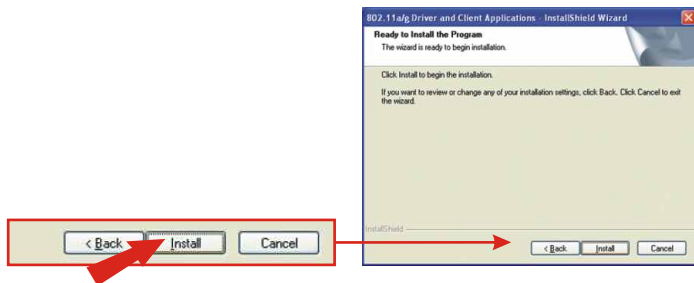 802.11a/g Driver and Client Applications - InstallShield Wizard
Ready to Install the Program
The wizard is ready to begin installation.
Click Install to begin the installation.
If you want to review or change any of your installation settings, click Back. Click Cancel to exit
the wizard.
InstallShield
< Back Install Cancel
< Back Install Cancel